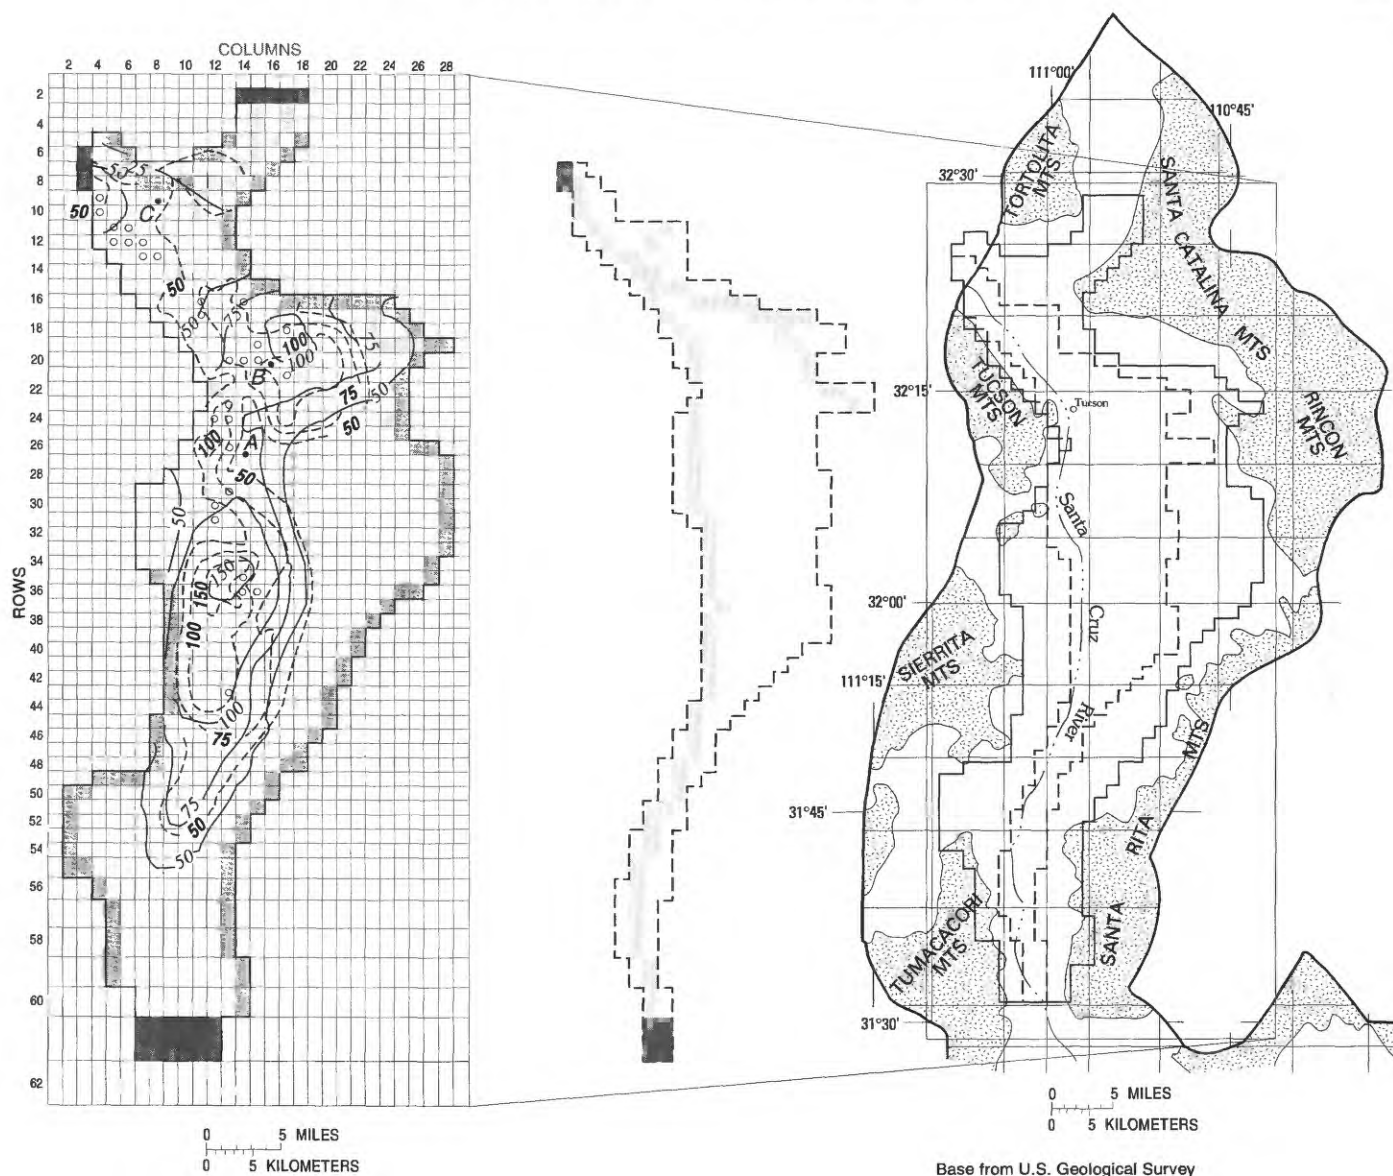 COLUMNS
2 4 6 8 10 12 14 16 18 20 22 24 26 28
ROWS
2
4
6
8
10
12
14
16
18
20
22
24
26
28
30
32
34
36
38
40
42
44
46
48
50
52
54
56
58
60
62
50
C
50
50
75
75
100
100
B
75
50
50
100
A
50
50
150
150
100
100
75
75
50
50
0 5 MILES
0 5 KILOMETERS
111°00'
110°45'
32°30'
TORTOLITA
MTS
SANTA CATALINA MTS
32°15'
TUCSON
MTS
Tucson
RINCON
MTS
Santa
Cruz
River
32°00'
SIERRITA
MTS
111°15'
31°45'
SANTA RITA MTS
TUMACACORI
MTS
31°30'
0 5 MILES
0 5 KILOMETERS
Base from U.S. Geological Survey